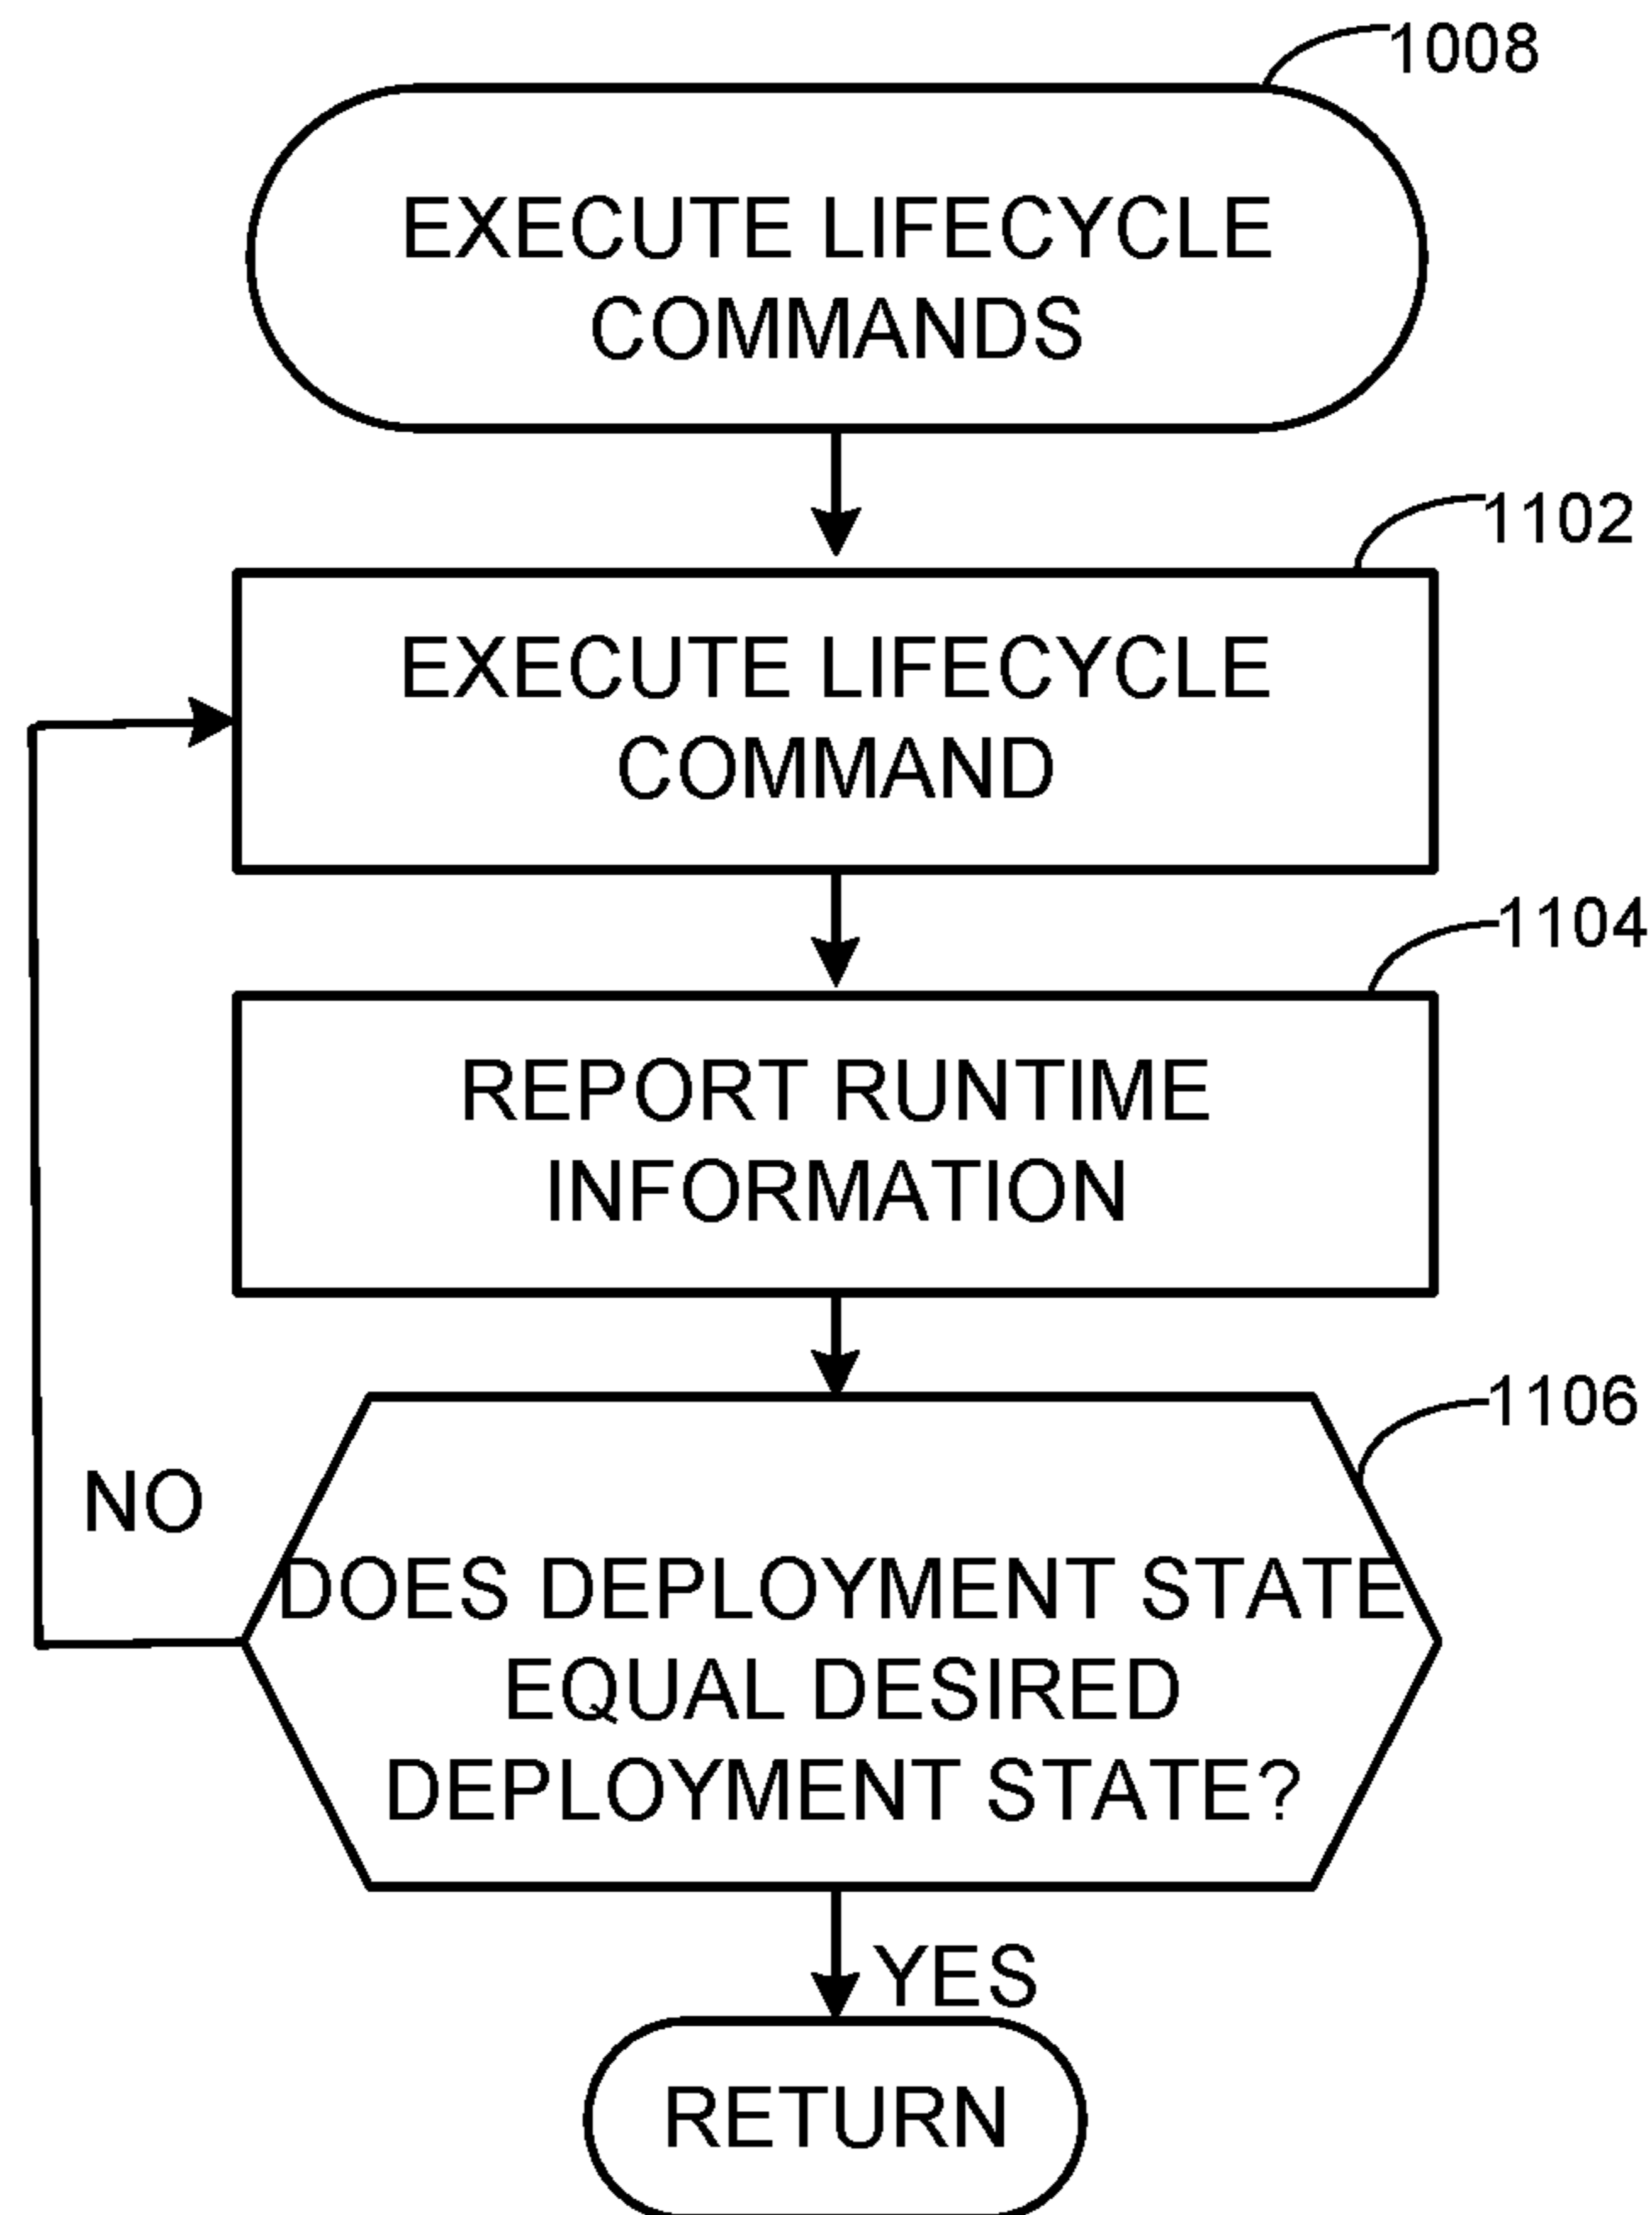 1008
EXECUTE LIFECYCLE
COMMANDS
1102
EXECUTE LIFECYCLE
COMMAND
1104
REPORT RUNTIME
INFORMATION
1106
NO
DOES DEPLOYMENT STATE
EQUAL DESIRED
DEPLOYMENT STATE?
YES
RETURN